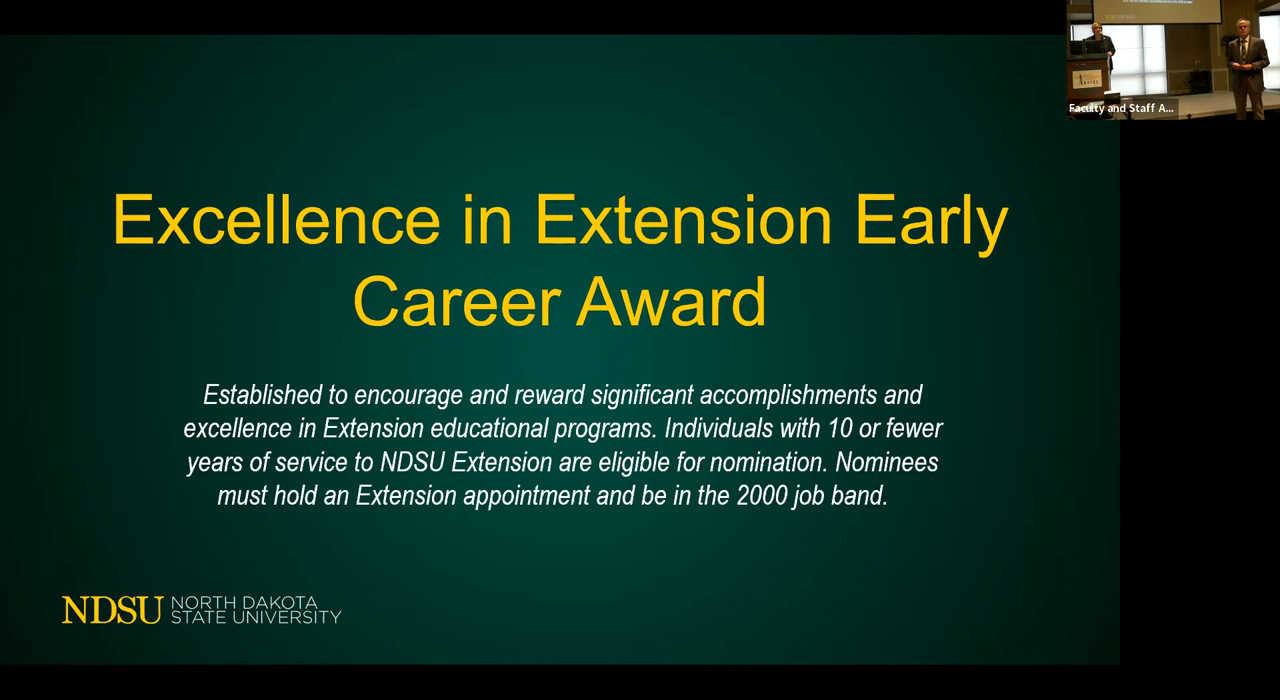 Excellence in Extension Early
Career Award
Established to encourage and reward significant accomplishments and
excellence in Extension educational programs. Individuals with 10 or fewer
years of service to NDSU Extension are eligible for nomination. Nominees
must hold an Extension appointment and be in the 2000 job band.
NDSU NORTH DAKOTA
STATE UNIVERSITY
Faculty and Staff A...